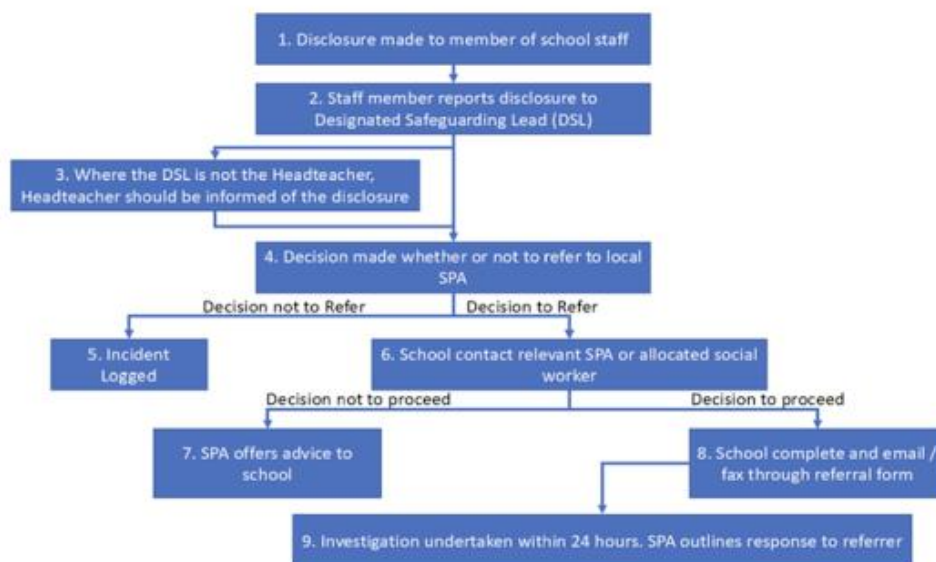 1. Disclosure made to member of school staff
2. Staff member reports disclosure to
Designated Safeguarding Lead (DSL)
3. Where the DSL is not the Headteacher,
Headteacher should be informed of the disclosure
4. Decision made whether or not to refer to local
SPA
Decision not to Refer
Decision to Refer
5. Incident
Logged
6. School contact relevant SPA or allocated social
worker
Decision not to proceed
Decision to proceed
7. SPA offers advice to
school
8. School complete and email /
fax through referral form
9. Investigation undertaken within 24 hours. SPA outlines response to referrer